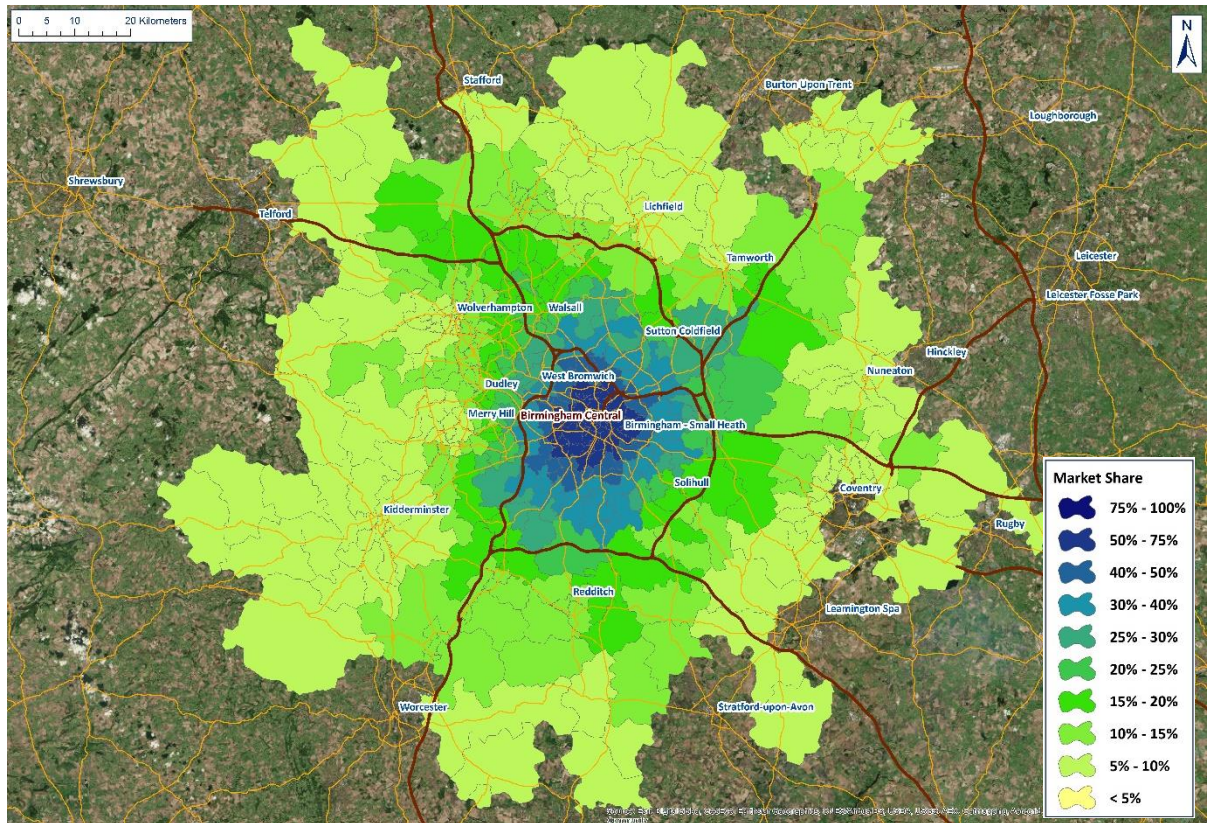 0 5 10 20 Kilometers
N
Stafford
Burton Upon Trent
Loughborough
Shrewsbury
Telford
Lichfield
Tamworth
Leicester
Leicester Fosse Park
Wolverhampton
Walsall
Sutton Coldfield
Hinckley
Nuneaton
West Bromwich
Dudley
Merry Hill
Birmingham Central
Birmingham - Small Heath
Solihull
Coventry
Kidderminster
Rugby
Redditch
Leamington Spa
Worcester
Stratford-upon-Avon
Market Share
75% - 100%
50% - 75%
40% - 50%
30% - 40%
25% - 30%
20% - 25%
15% - 20%
10% - 15%
5% - 10%
< 5%